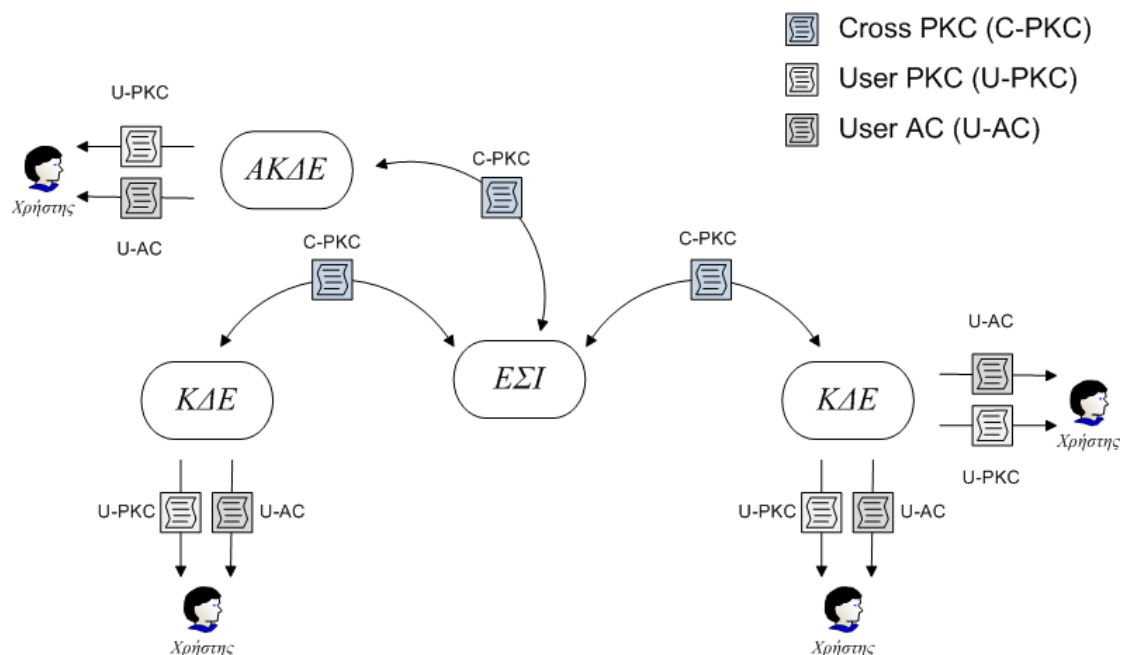 Cross PKC (C-PKC)
User PKC (U-PKC)
User AC (U-AC)
U-PKC
ΑΚΔΕ
C-PKC
Χρήστης
U-AC
C-PKC
C-PKC
U-AC
ΚΔΕ
ΕΣΙ
ΚΔΕ
Χρήστης
U-PKC
U-PKC
U-AC
U-PKC
U-AC
Χρήστης
Χρήστης